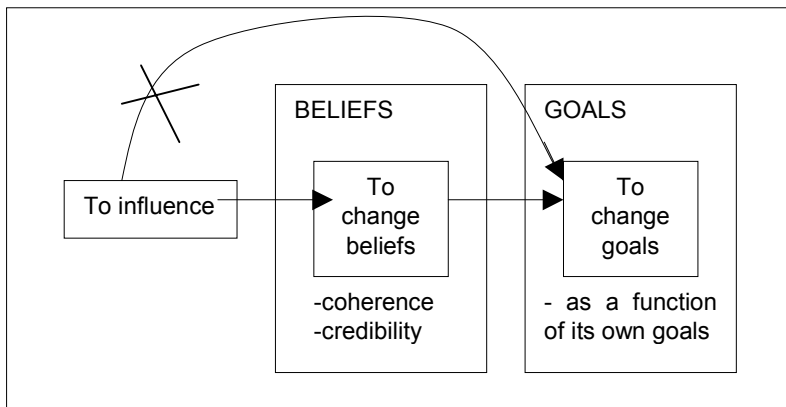 BELIEFS
GOALS
To influence
To
change
beliefs
To
change
goals
-coherence
-credibility
- as a function
of its own goals